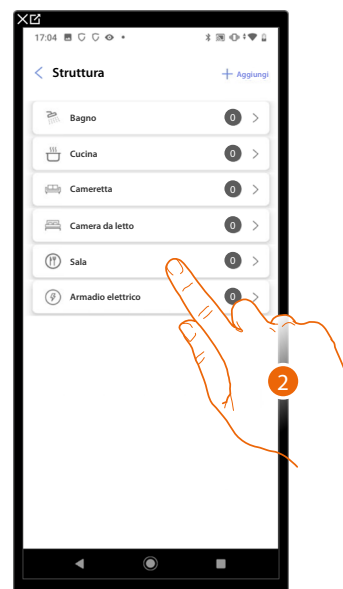 17:04
Struttura
+ Aggiungi
Bagno 0
Cucina 0
Cameretta 0
Camera da letto 0
Sala 0
Armadio elettrico 0
2